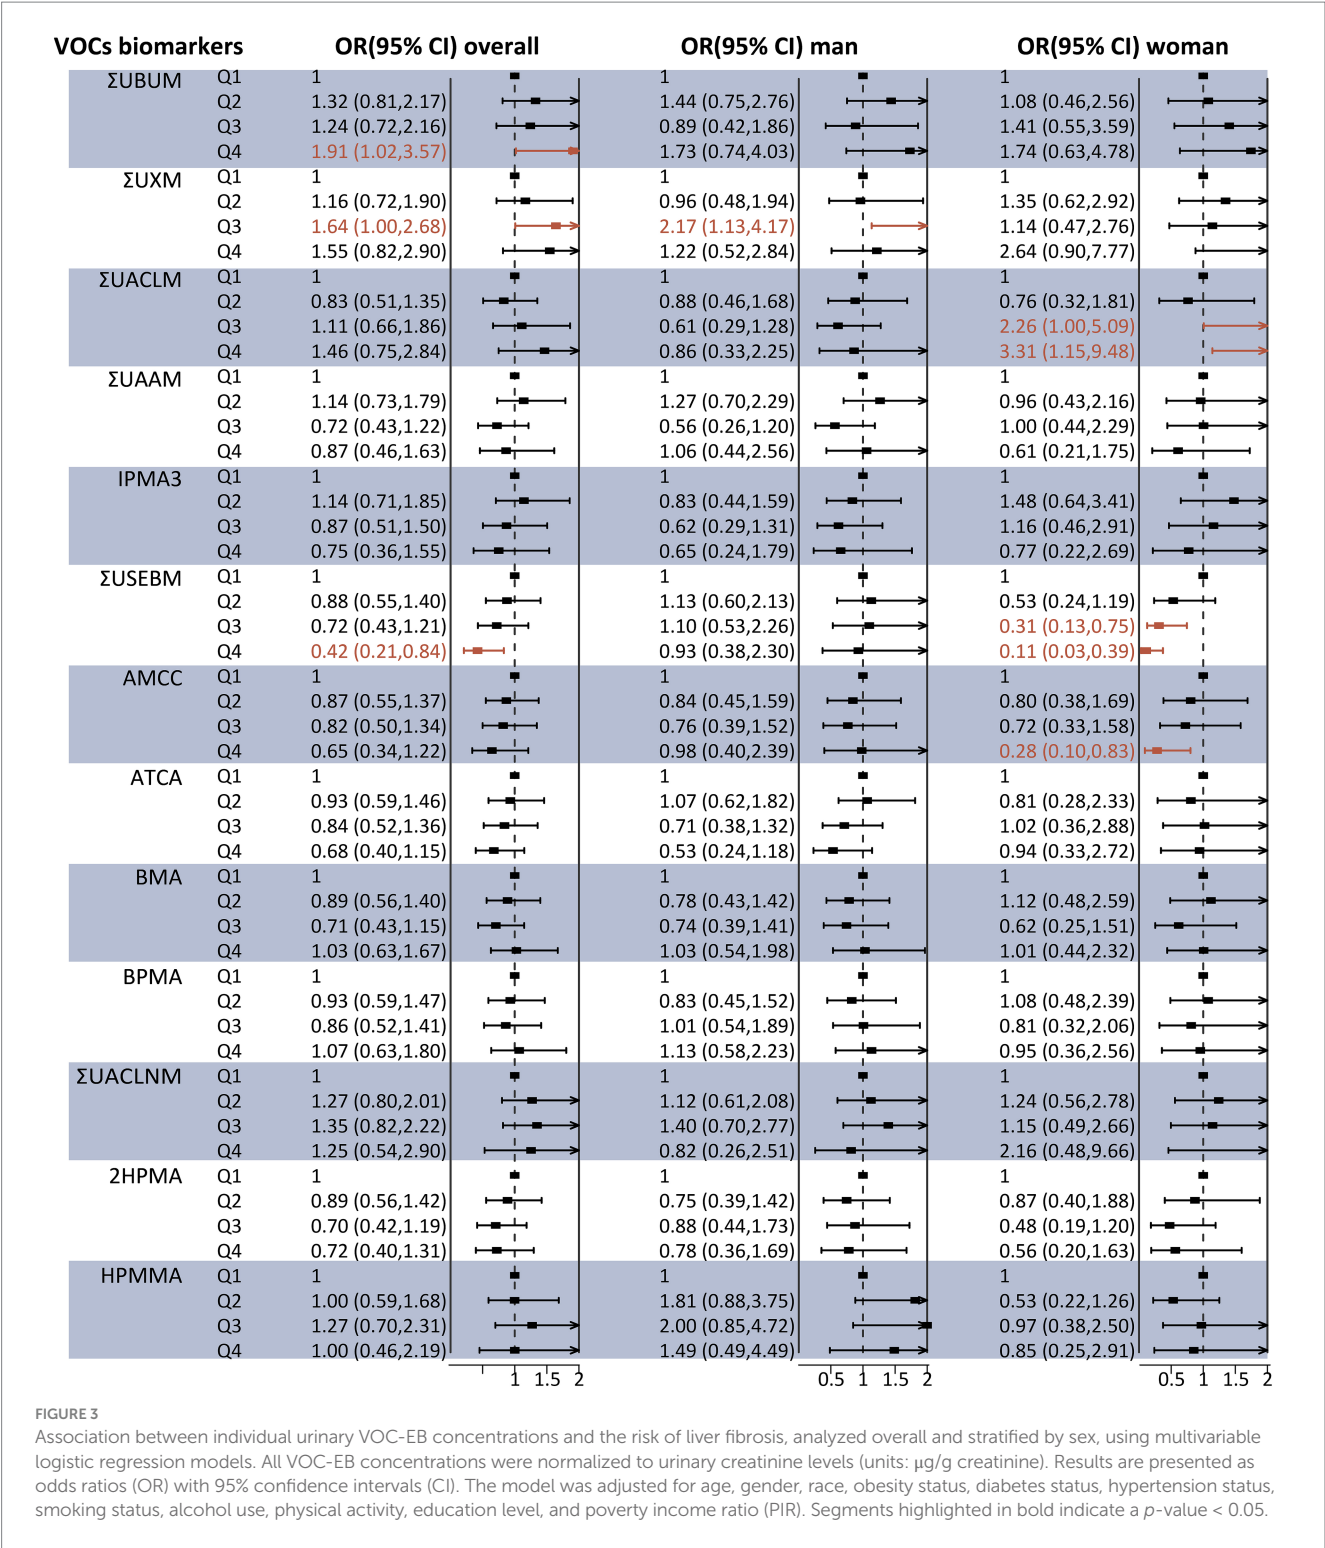 VOCs biomarkers OR(95% CI) overall OR(95% CI) man OR(95% CI) woman
ΣUBUM Q1 1 1 1
Q2 1.32 (0.81,2.17) 1.44 (0.75,2.76) 1.08 (0.46,2.56)
Q3 1.24 (0.72,2.16) 0.89 (0.42,1.86) 1.41 (0.55,3.59)
Q4 1.91 (1.02,3.57) 1.73 (0.74,4.03) 1.74 (0.63,4.78)
ΣUXM Q1 1 1 1
Q2 1.16 (0.72,1.90) 0.96 (0.48,1.94) 1.35 (0.62,2.92)
Q3 1.64 (1.00,2.68) 2.17 (1.13,4.17) 1.14 (0.47,2.76)
Q4 1.55 (0.82,2.90) 1.22 (0.52,2.84) 2.64 (0.90,7.77)
ΣUACLM Q1 1 1 1
Q2 0.83 (0.51,1.35) 0.88 (0.46,1.68) 0.76 (0.32,1.81)
Q3 1.11 (0.66,1.86) 0.61 (0.29,1.28) 2.26 (1.00,5.09)
Q4 1.46 (0.75,2.84) 0.86 (0.33,2.25) 3.31 (1.15,9.48)
ΣUAAM Q1 1 1 1
Q2 1.14 (0.73,1.79) 1.27 (0.70,2.29) 0.96 (0.43,2.16)
Q3 0.72 (0.43,1.22) 0.56 (0.26,1.20) 1.00 (0.44,2.29)
Q4 0.87 (0.46,1.63) 1.06 (0.44,2.56) 0.61 (0.21,1.75)
IPMA3 Q1 1 1 1
Q2 1.14 (0.71,1.85) 0.83 (0.44,1.59) 1.48 (0.64,3.41)
Q3 0.87 (0.51,1.50) 0.62 (0.29,1.31) 1.16 (0.46,2.91)
Q4 0.75 (0.36,1.55) 0.65 (0.24,1.79) 0.77 (0.22,2.69)
ΣUSEBM Q1 1 1 1
Q2 0.88 (0.55,1.40) 1.13 (0.60,2.13) 0.53 (0.24,1.19)
Q3 0.72 (0.43,1.21) 1.10 (0.53,2.26) 0.31 (0.13,0.75)
Q4 0.42 (0.21,0.84) 0.93 (0.38,2.30) 0.11 (0.03,0.39)
AMCC Q1 1 1 1
Q2 0.87 (0.55,1.37) 0.84 (0.45,1.59) 0.80 (0.38,1.69)
Q3 0.82 (0.50,1.34) 0.76 (0.39,1.52) 0.72 (0.33,1.58)
Q4 0.65 (0.34,1.22) 0.98 (0.40,2.39) 0.28 (0.10,0.83)
ATCA Q1 1 1 1
Q2 0.93 (0.59,1.46) 1.07 (0.62,1.82) 0.81 (0.28,2.33)
Q3 0.84 (0.52,1.36) 0.71 (0.38,1.32) 1.02 (0.36,2.88)
Q4 0.68 (0.40,1.15) 0.53 (0.24,1.18) 0.94 (0.33,2.72)
BMA Q1 1 1 1
Q2 0.89 (0.56,1.40) 0.78 (0.43,1.42) 1.12 (0.48,2.59)
Q3 0.71 (0.43,1.15) 0.74 (0.39,1.41) 0.62 (0.25,1.51)
Q4 1.03 (0.63,1.67) 1.03 (0.54,1.98) 1.01 (0.44,2.32)
BPMA Q1 1 1 1
Q2 0.93 (0.59,1.47) 0.83 (0.45,1.52) 1.08 (0.48,2.39)
Q3 0.86 (0.52,1.41) 1.01 (0.54,1.89) 0.81 (0.32,2.06)
Q4 1.07 (0.63,1.80) 1.13 (0.58,2.23) 0.95 (0.36,2.56)
ΣUACLNM Q1 1 1 1
Q2 1.27 (0.80,2.01) 1.12 (0.61,2.08) 1.24 (0.56,2.78)
Q3 1.35 (0.82,2.22) 1.40 (0.70,2.77) 1.15 (0.49,2.66)
Q4 1.25 (0.54,2.90) 0.82 (0.26,2.51) 2.16 (0.48,9.66)
2HPMA Q1 1 1 1
Q2 0.89 (0.56,1.42) 0.75 (0.39,1.42) 0.87 (0.40,1.88)
Q3 0.70 (0.42,1.19) 0.88 (0.44,1.73) 0.48 (0.19,1.20)
Q4 0.72 (0.40,1.31) 0.78 (0.36,1.69) 0.56 (0.20,1.63)
HPMMA Q1 1 1 1
Q2 1.00 (0.59,1.68) 1.81 (0.88,3.75) 0.53 (0.22,1.26)
Q3 1.27 (0.70,2.31) 2.00 (0.85,4.72) 0.97 (0.38,2.50)
Q4 1.00 (0.46,2.19) 1.49 (0.49,4.49) 0.85 (0.25,2.91)
1 1.5 2 0.5 1 2 0.5 1 1.5 2
FIGURE 3
Association between individual urinary VOC-EB concentrations and the risk of liver fibrosis, analyzed overall and stratified by sex, using multivariable
logistic regression models. All VOC-EB concentrations were normalized to urinary creatinine levels (units: μg/g creatinine). Results are presented as
odds ratios (OR) with 95% confidence intervals (CI). The model was adjusted for age, gender, race, obesity status, diabetes status, hypertension status,
smoking status, alcohol use, physical activity, education level, and poverty income ratio (PIR). Segments highlighted in bold indicate a p-value < 0.05.